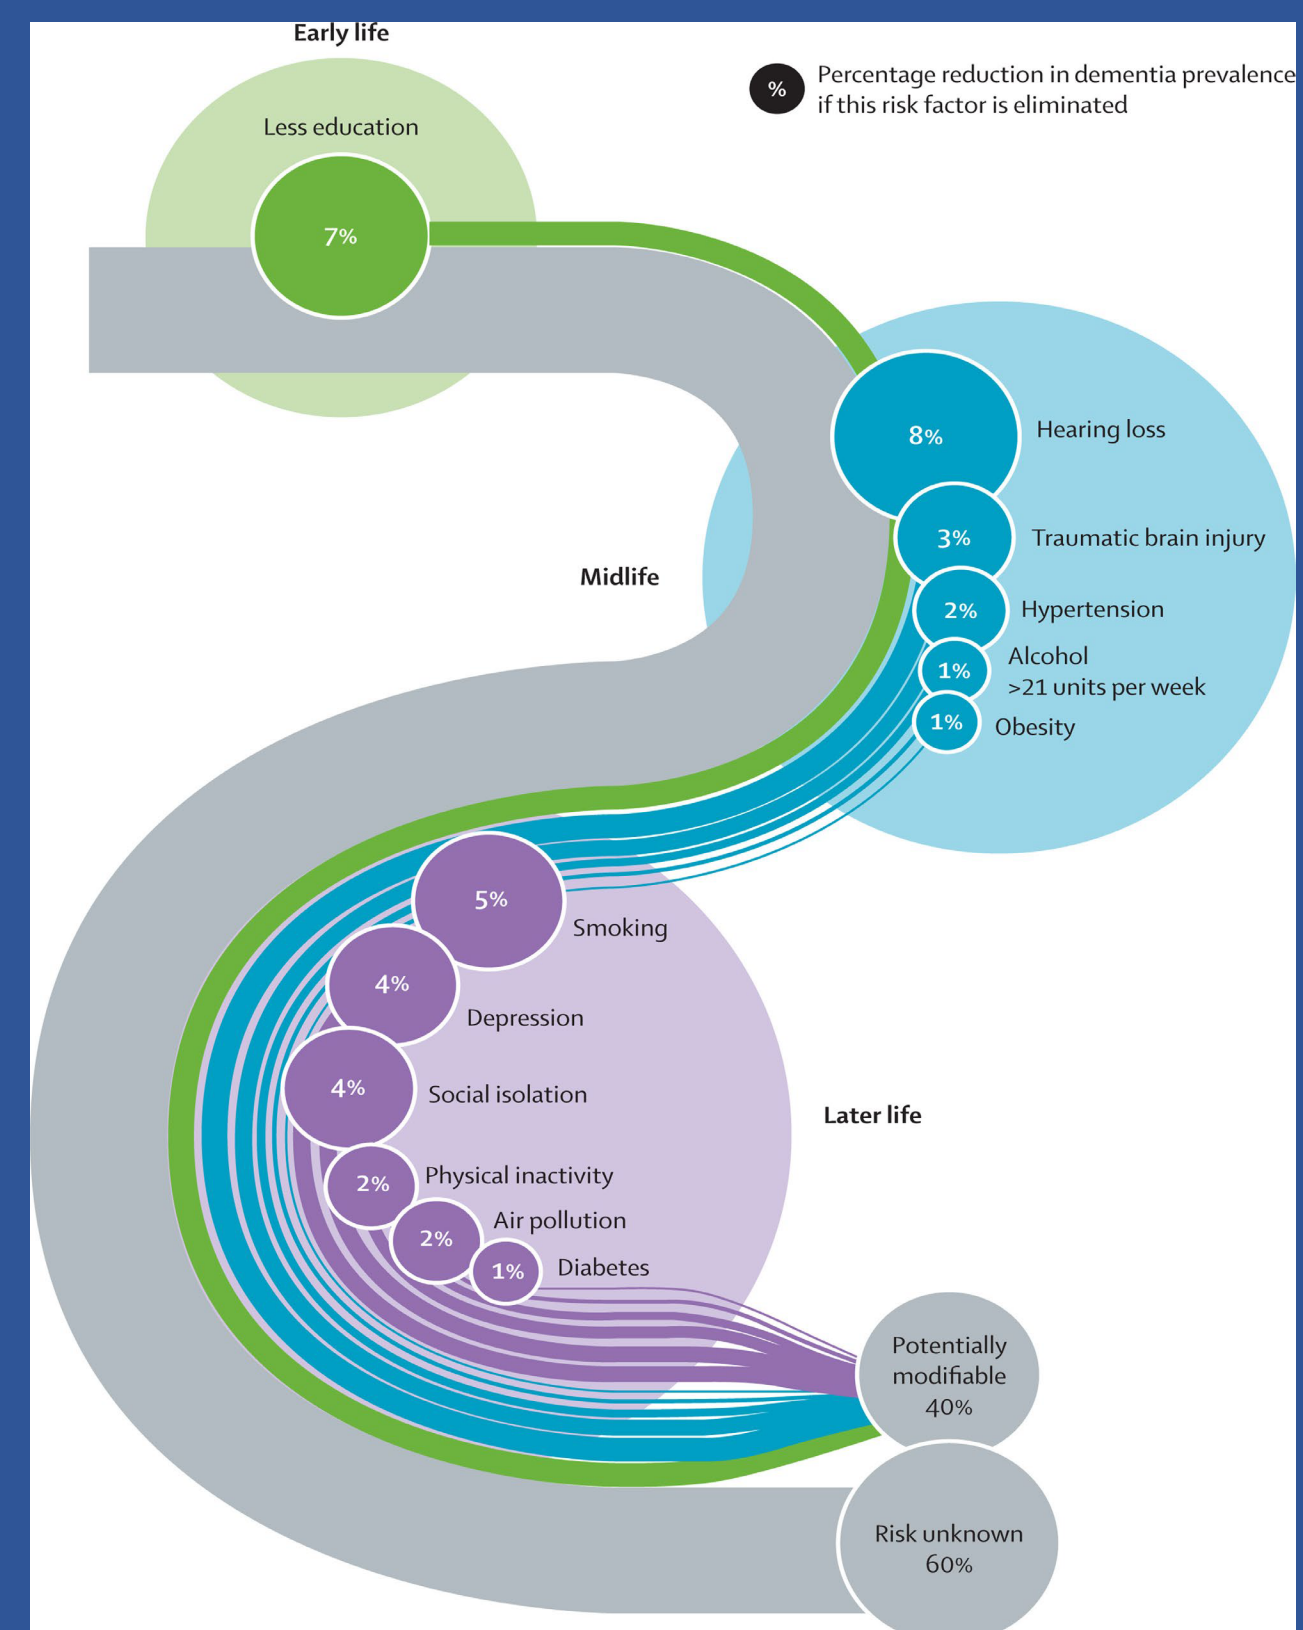 Early life
%
Percentage reduction in dementia prevalence
if this risk factor is eliminated
Less education
7%
8%
Hearing loss
3%
Traumatic brain injury
Midlife
2%
Hypertension
1%
Alcohol
>21 units per week
1%
Obesity
5%
Smoking
4%
Depression
4%
Social isolation
Later life
2%
Physical inactivity
2%
Air pollution
1%
Diabetes
Potentially
modifiable
40%
Risk unknown
60%